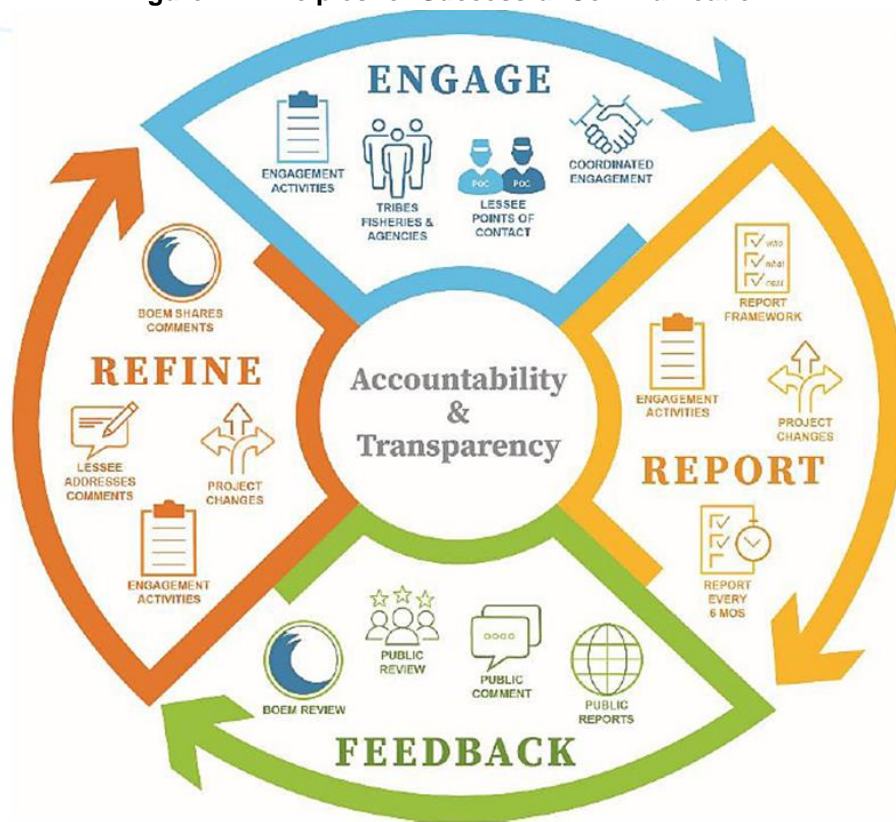 ENGAGE
ENGAGEMENT
ACTIVITIES
TRIBES
FISHERIES &
AGENCIES
POC
POC
LESSEE
POINTS OF
CONTACT
COORDINATED
ENGAGEMENT
who
what
REPORT
FRAMEWORK
ENGAGEMENT
ACTIVITIES
PROJECT
CHANGES
REPORT
REPORT
EVERY
6 MOS
FEEDBACK
PUBLIC
REPORTS
PUBLIC
COMMENT
PUBLIC
REVIEW
BOEM REVIEW
REFINE
BOEM SHARES
COMMENTS
LESSEE
ADDRESSES
COMMENTS
PROJECT
CHANGES
ENGAGEMENT
ACTIVITIES
Accountability
&
Transparency